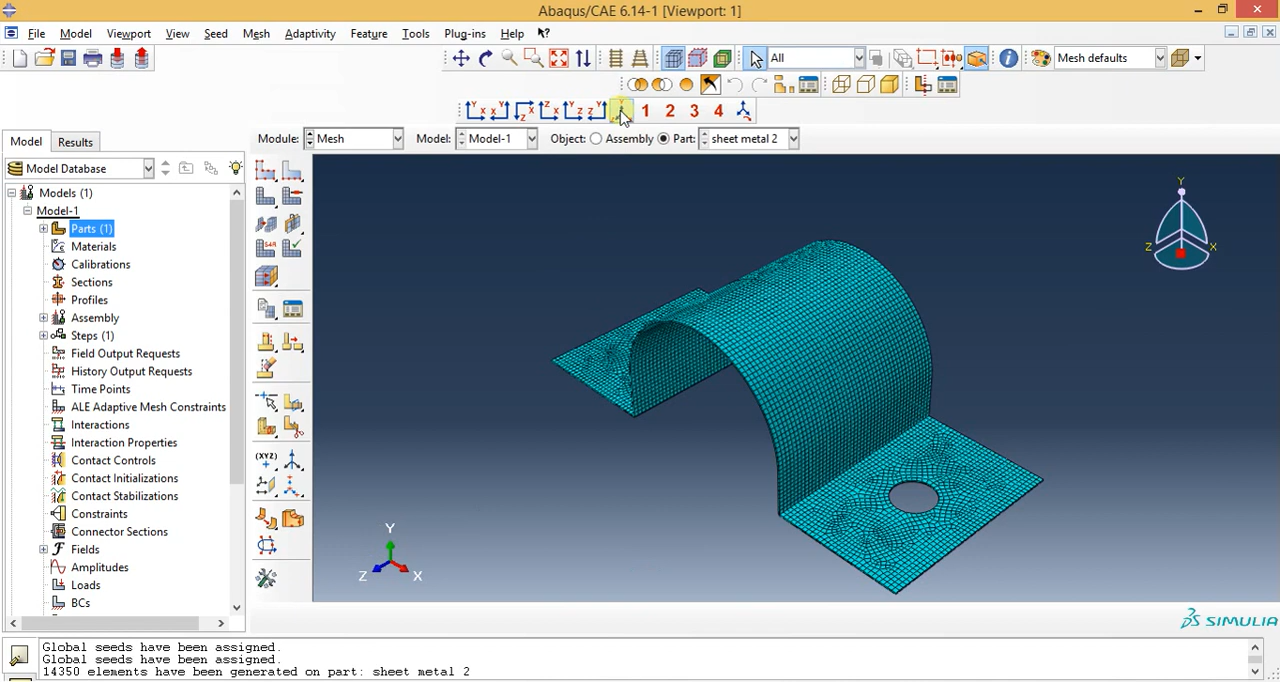 Abaqus/CAE 6.14-1 [Viewport: 1]
File Model Viewport View Seed Mesh Adaptivity Feature Tools Plug-ins Help
All Mesh defaults
1 2 3 4
Model Results Module: Mesh Model: Model-1 Object: Assembly Part: sheet metal 2
Model Database
Models (1)
Model-1
Parts (1)
Materials
Calibrations
Sections
Profiles
Assembly
Steps (1)
Field Output Requests
History Output Requests
Time Points
ALE Adaptive Mesh Constraints
Interactions
Interaction Properties
Contact Controls
Contact Initializations
Contact Stabilizations
Constraints
Connector Sections
Fields
Amplitudes
Loads
BCs
Y
Z X
Y
Z X
SIMULIA
Global seeds have been assigned.
Global seeds have been assigned.
14350 elements have been generated on part: sheet metal 2